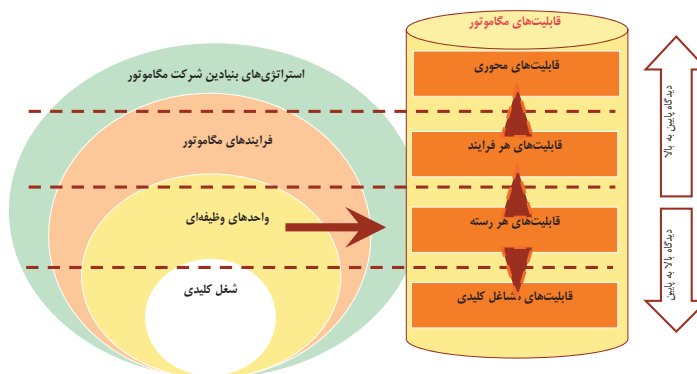 قابلیت‌های مگاموتور
استراتژی‌های بنیادین شرکت مگاموتور
قابلیت‌های محوری
فرایندهای مگاموتور
قابلیت‌های هر فرایند
واحدهای وظیفه‌ای
قابلیت‌های هر رسته
شغل کلیدی
قابلیت‌های مشاغل کلیدی
دیدگاه پایین به بالا
دیدگاه بالا به پایین